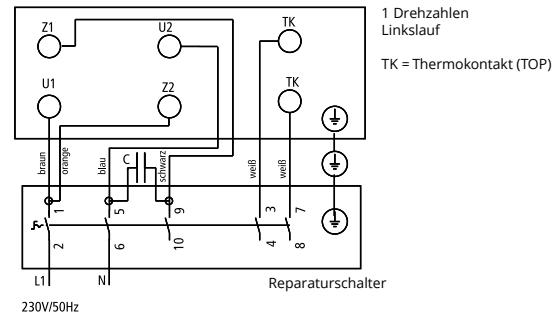 Z1
U2
TK
1 Drehzahlen
Linkslauf
TK = Thermokontakt (TOP)
U1
Z2
TK
braun
orange
blau
C
schwarz
weiß
weiß
1
5
9
3
7
2
6
10
4
8
L1
N
Reparaturschalter
230V/50Hz